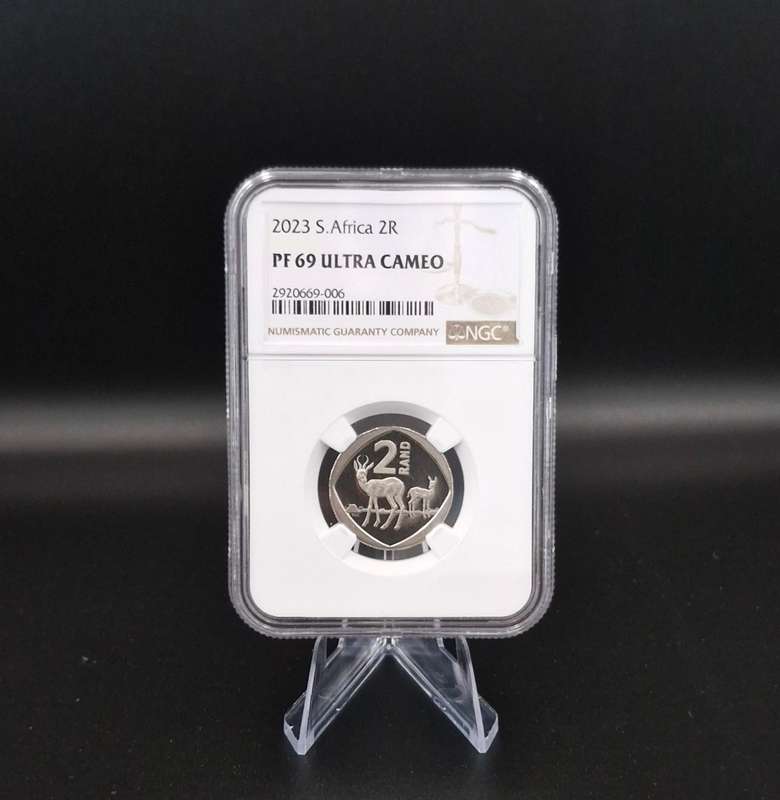 2023 S.Africa 2R
PF 69 ULTRA CAMEO
2920669-006
NUMISMATIC GUARANTY COMPANY NGC®
2
RAND